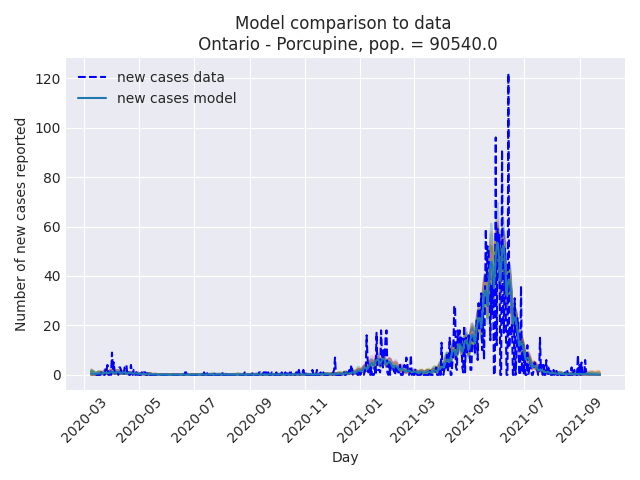 Model comparison to data
Ontario - Porcupine, pop. = 90540.0
new cases data
new cases model
Number of new cases reported
120
100
80
60
40
20
0
2020-03
2020-05
2020-07
2020-09
2020-11
2021-01
2021-03
2021-05
2021-07
2021-09
Day